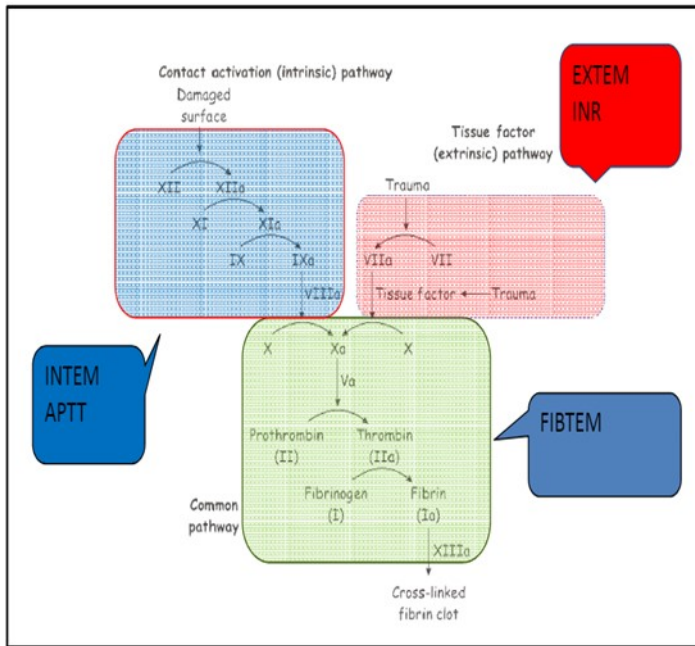 Contact activation (intrinsic) pathway
Damaged
surface
XII XIIa
XI XIa
IX IXa
VIIIa
Tissue factor
(extrinsic) pathway
Trauma
VIIa VII
Tissue factor Trauma
EXTEM
INR
INTEM
APTT
X Xa X
Va
Prothrombin Thrombin
(II) (IIa)
Fibrinogen Fibrin
(I) (Ia)
Common
pathway
XIIIa
Cross-linked
fibrin clot
FIBTEM